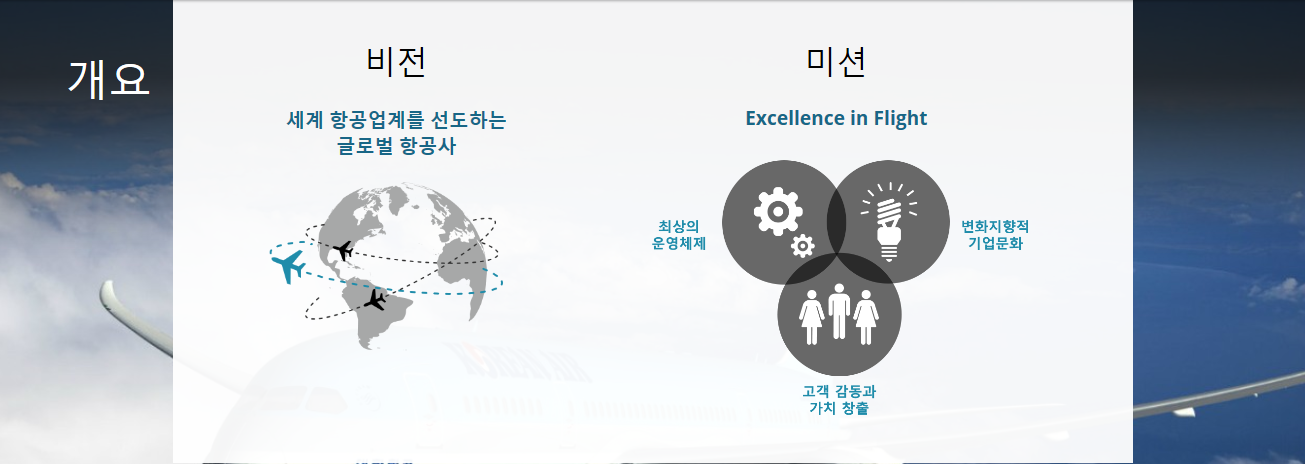 개요
비전
세계 항공업계를 선도하는
글로벌 항공사
미션
Excellence in Flight
최상의
운영체제
변화지향적
기업문화
고객 감동과
가치 창출
KOREAN AIR